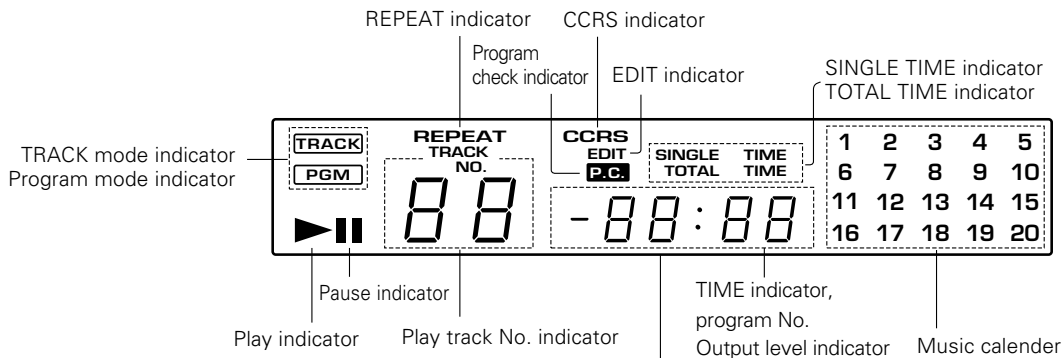 REPEAT indicator
CCRS indicator
Program
check indicator
EDIT indicator
SINGLE TIME indicator
TOTAL TIME indicator
TRACK mode indicator
Program mode indicator
TRACK
PGM
REPEAT
TRACK
NO.
88
CCRS
EDIT
P.C.
SINGLE TIME
TOTAL TIME
-88:88
1 2 3 4 5
6 7 8 9 10
11 12 13 14 15
16 17 18 19 20
Pause indicator
Play indicator
Play track No. indicator
TIME indicator,
program No.
Output level indicator
Music calender